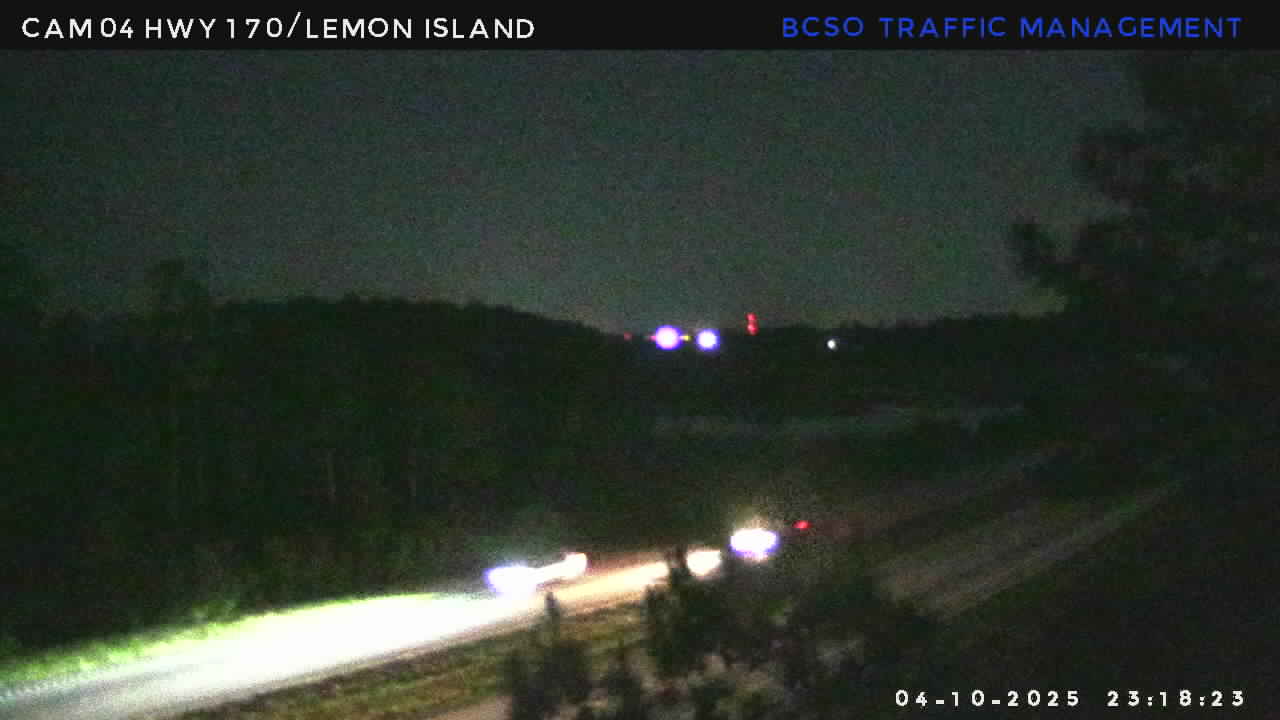 CAM04 HWY 170/LEMON ISLAND
BCSO TRAFFIC MANAGEMENT
04-10-2025 23:18:23